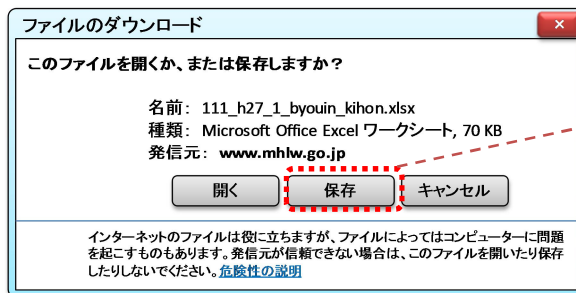 ファイルのダウンロード
このファイルを開くか、または保存しますか？
名前： 111_h27_1_byouin_kihon.xlsx
種類： Microsoft Office Excel ワークシート, 70 KB
発信元： www.mhlw.go.jp
開く 保存 キャンセル
インターネットのファイルは役に立ちますが、ファイルによってはコンピューターに問題
を起こすものもあります。発信元が信頼できない場合は、このファイルを開いたり保存
したりしないでください。危険性の説明